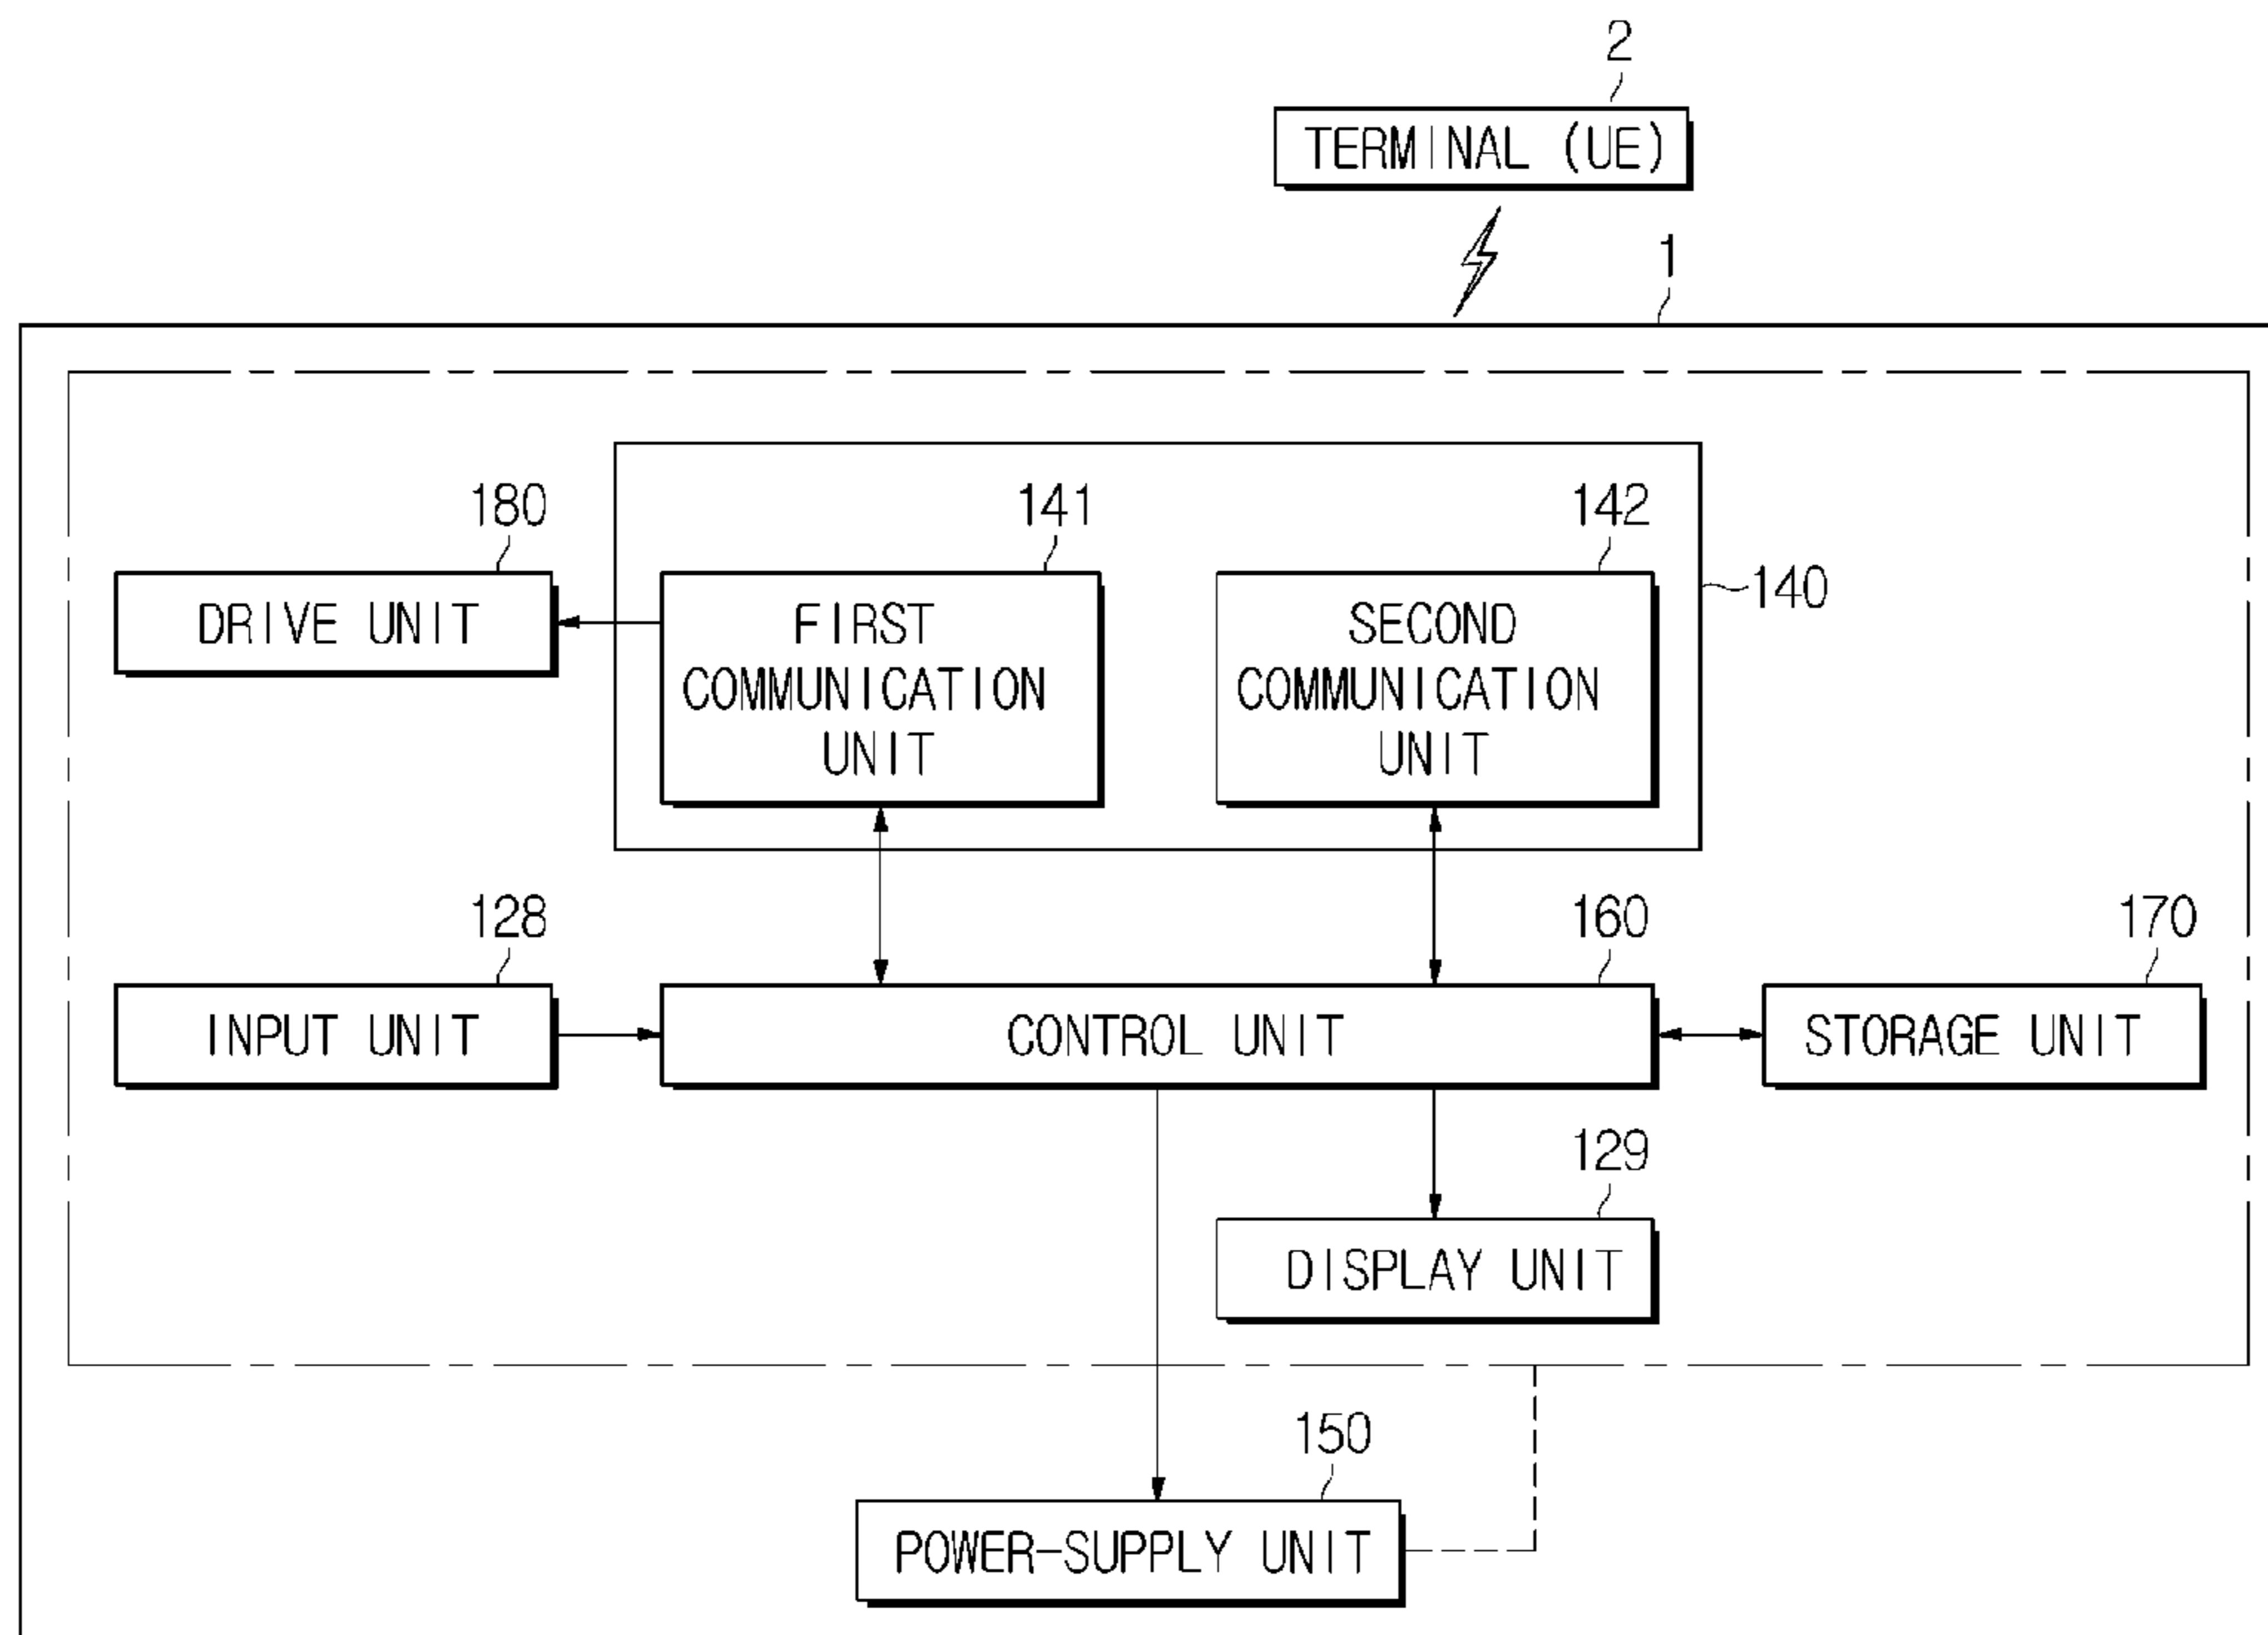 2
TERMINAL (UE)
1
180
141
142
DRIVE UNIT
FIRST
COMMUNICATION
UNIT
SECOND
COMMUNICATION
UNIT
140
128
160
170
INPUT UNIT
CONTROL UNIT
STORAGE UNIT
129
DISPLAY UNIT
150
POWER-SUPPLY UNIT